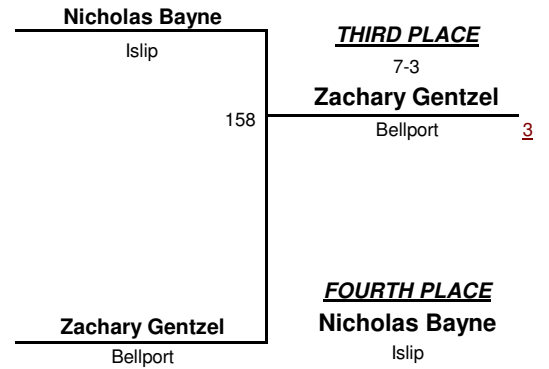 Nicholas Bayne
Islip
THIRD PLACE
7-3
Zachary Gentzel
158
Bellport
3
FOURTH PLACE
Zachary Gentzel
Nicholas Bayne
Bellport
Islip